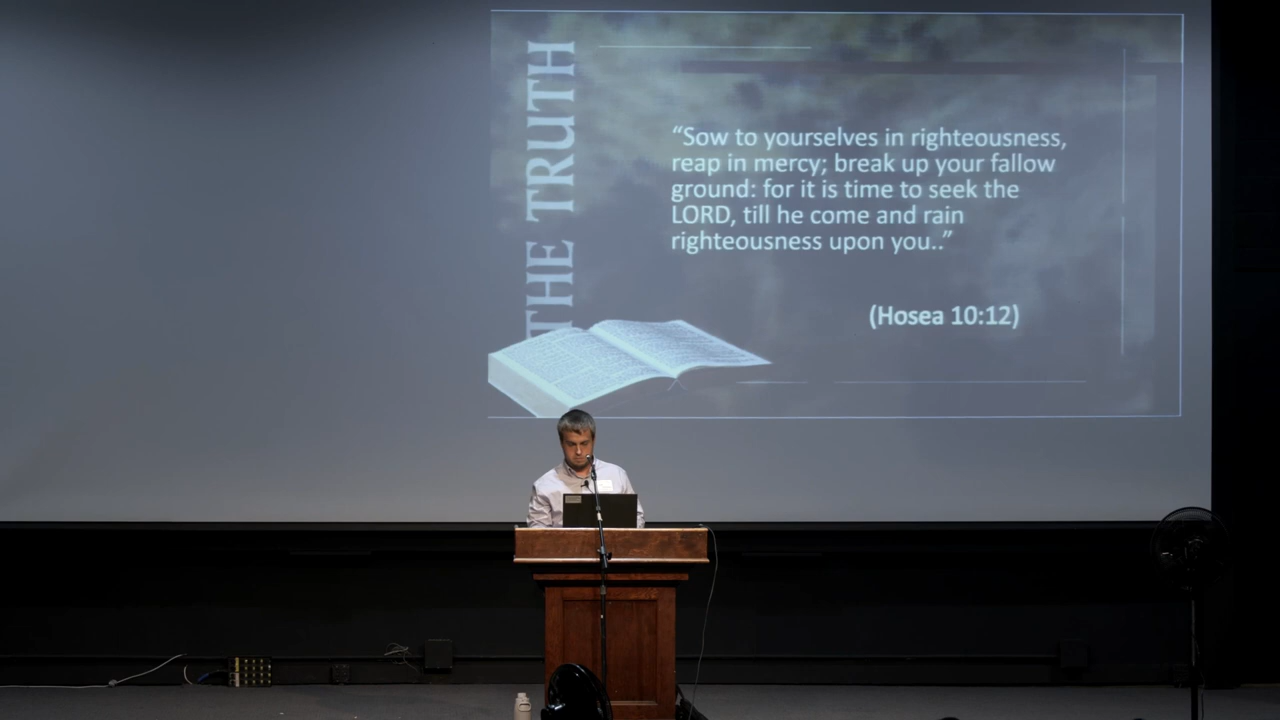 THE TRUTH
“Sow to yourselves in righteousness,
reap in mercy; break up your fallow
ground: for it is time to seek the
LORD, till he come and rain
righteousness upon you..”
(Hosea 10:12)